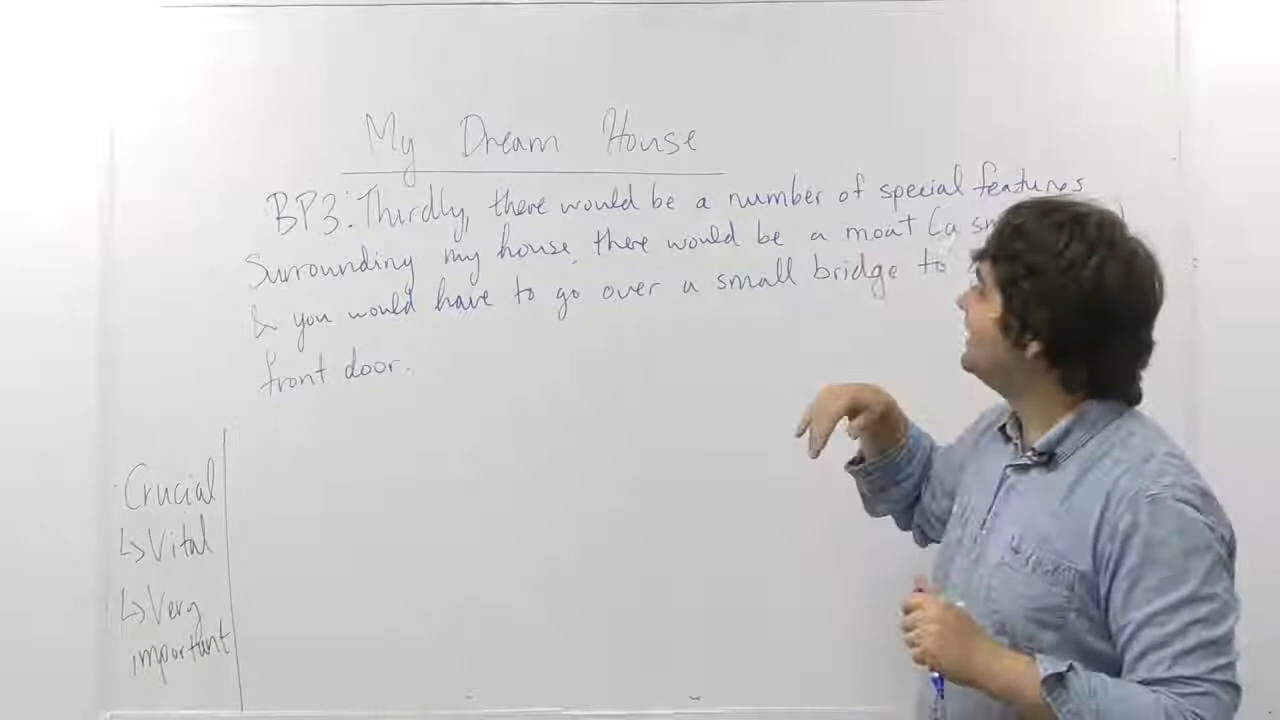 My Dream House
BP3: Thirdly, there would be a number of special features
Surrounding my house, there would be a moat (a
& you would have to go over a small bridge to
front door.
Crucial
↳ Vital
↳ Very
important